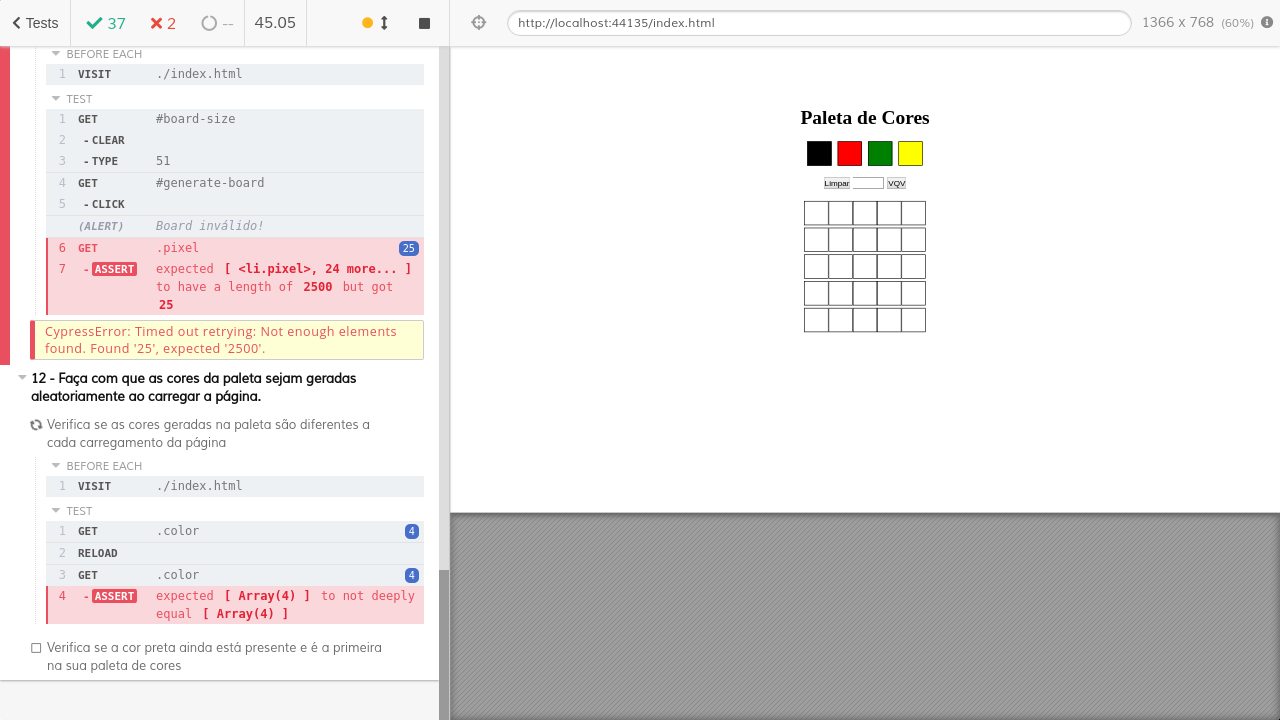 Tests 37 2 -- 45.05 http://localhost:44135/index.html 1366 x 768 (60%)
BEFORE EACH
1 VISIT ./index.html
TEST
1 GET #board-size
2 - CLEAR
3 - TYPE 51
4 GET #generate-board
5 - CLICK
(ALERT) Board inválido!
6 GET .pixel 25
7 - ASSERT expected [ <li.pixel>, 24 more... ]
to have a length of 2500 but got
25
CypressError: Timed out retrying: Not enough elements
found. Found '25', expected '2500'.
12 - Faça com que as cores da paleta sejam geradas
aleatoriamente ao carregar a página.
Verifica se as cores geradas na paleta são diferentes a
cada carregamento da página
BEFORE EACH
1 VISIT ./index.html
TEST
1 GET .color 4
2 RELOAD
3 GET .color 4
4 - ASSERT expected [ Array(4) ] to not deeply
equal [ Array(4) ]
Verifica se a cor preta ainda está presente e é a primeira
na sua paleta de cores
Paleta de Cores
Limpar VQV